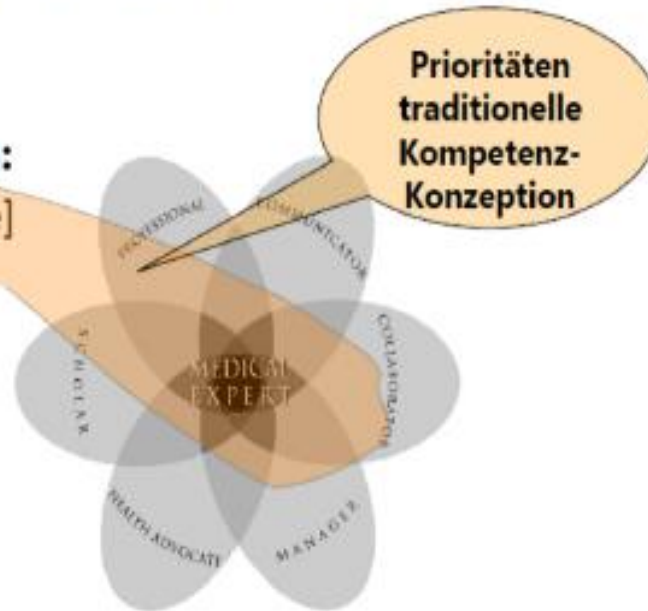 Prioritäten
traditionelle
Kompetenz-
Konzeption
:
]
PROFESSIONAL
COMMUNICATOR
SCHOLAR
COLLABORATOR
MEDICAL
EXPERT
HEALTH ADVOCATE
MANAGER